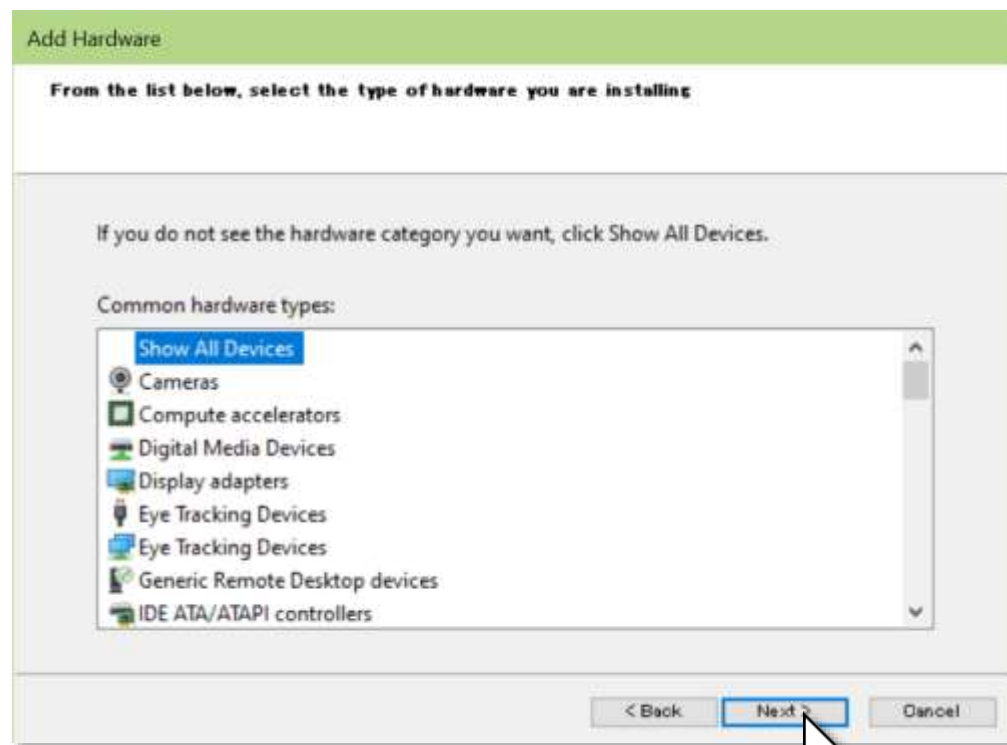 Add Hardware
From the list below, select the type of hardware you are installing
If you do not see the hardware category you want, click Show All Devices.
Common hardware types:
Show All Devices
Cameras
Compute accelerators
Digital Media Devices
Display adapters
Eye Tracking Devices
Eye Tracking Devices
Generic Remote Desktop devices
IDE ATA/ATAPI controllers
< Back Next > Cancel